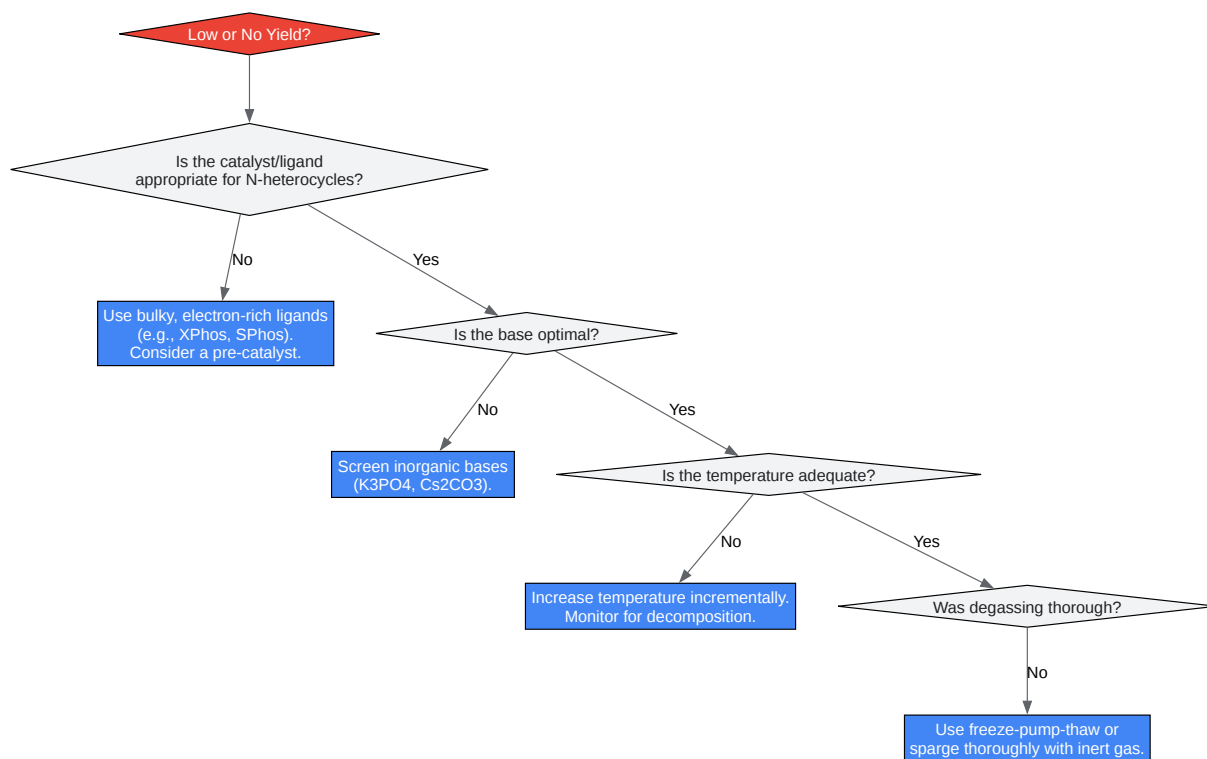 Low or No Yield?
Is the catalyst/ligand
appropriate for N-heterocycles?
No
Yes
Use bulky, electron-rich ligands
(e.g., XPhos, SPhos).
Consider a pre-catalyst.
Is the base optimal?
No
Yes
Screen inorganic bases
(K3PO4, Cs2CO3).
Is the temperature adequate?
No
Yes
Increase temperature incrementally.
Monitor for decomposition.
Was degassing thorough?
No
Use freeze-pump-thaw or
sparge thoroughly with inert gas.